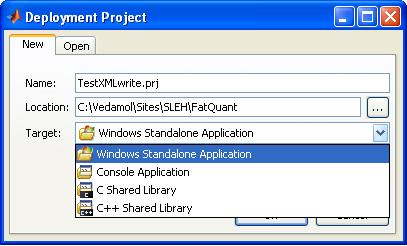 Deployment Project
New Open
Name: TestXMLwrite.prj
Location: C:\Vedamol\Sites\SLEH\FatQuant ...
Target: Windows Standalone Application
Windows Standalone Application
Console Application
C Shared Library
C++ Shared Library